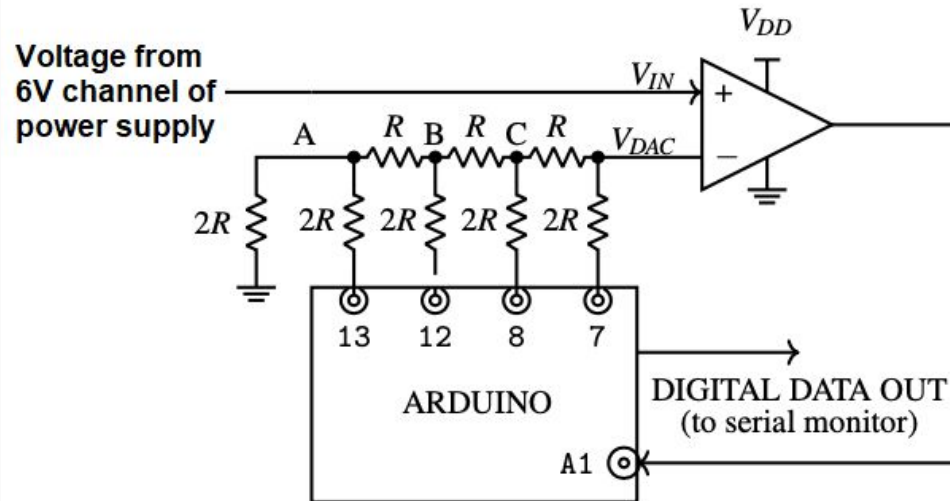 V_DD
Voltage from
6V channel of
power supply
V_IN
+
A R B R C R V_DAC
−
2R 2R 2R 2R 2R
13 12 8 7
ARDUINO
DIGITAL DATA OUT
(to serial monitor)
A1